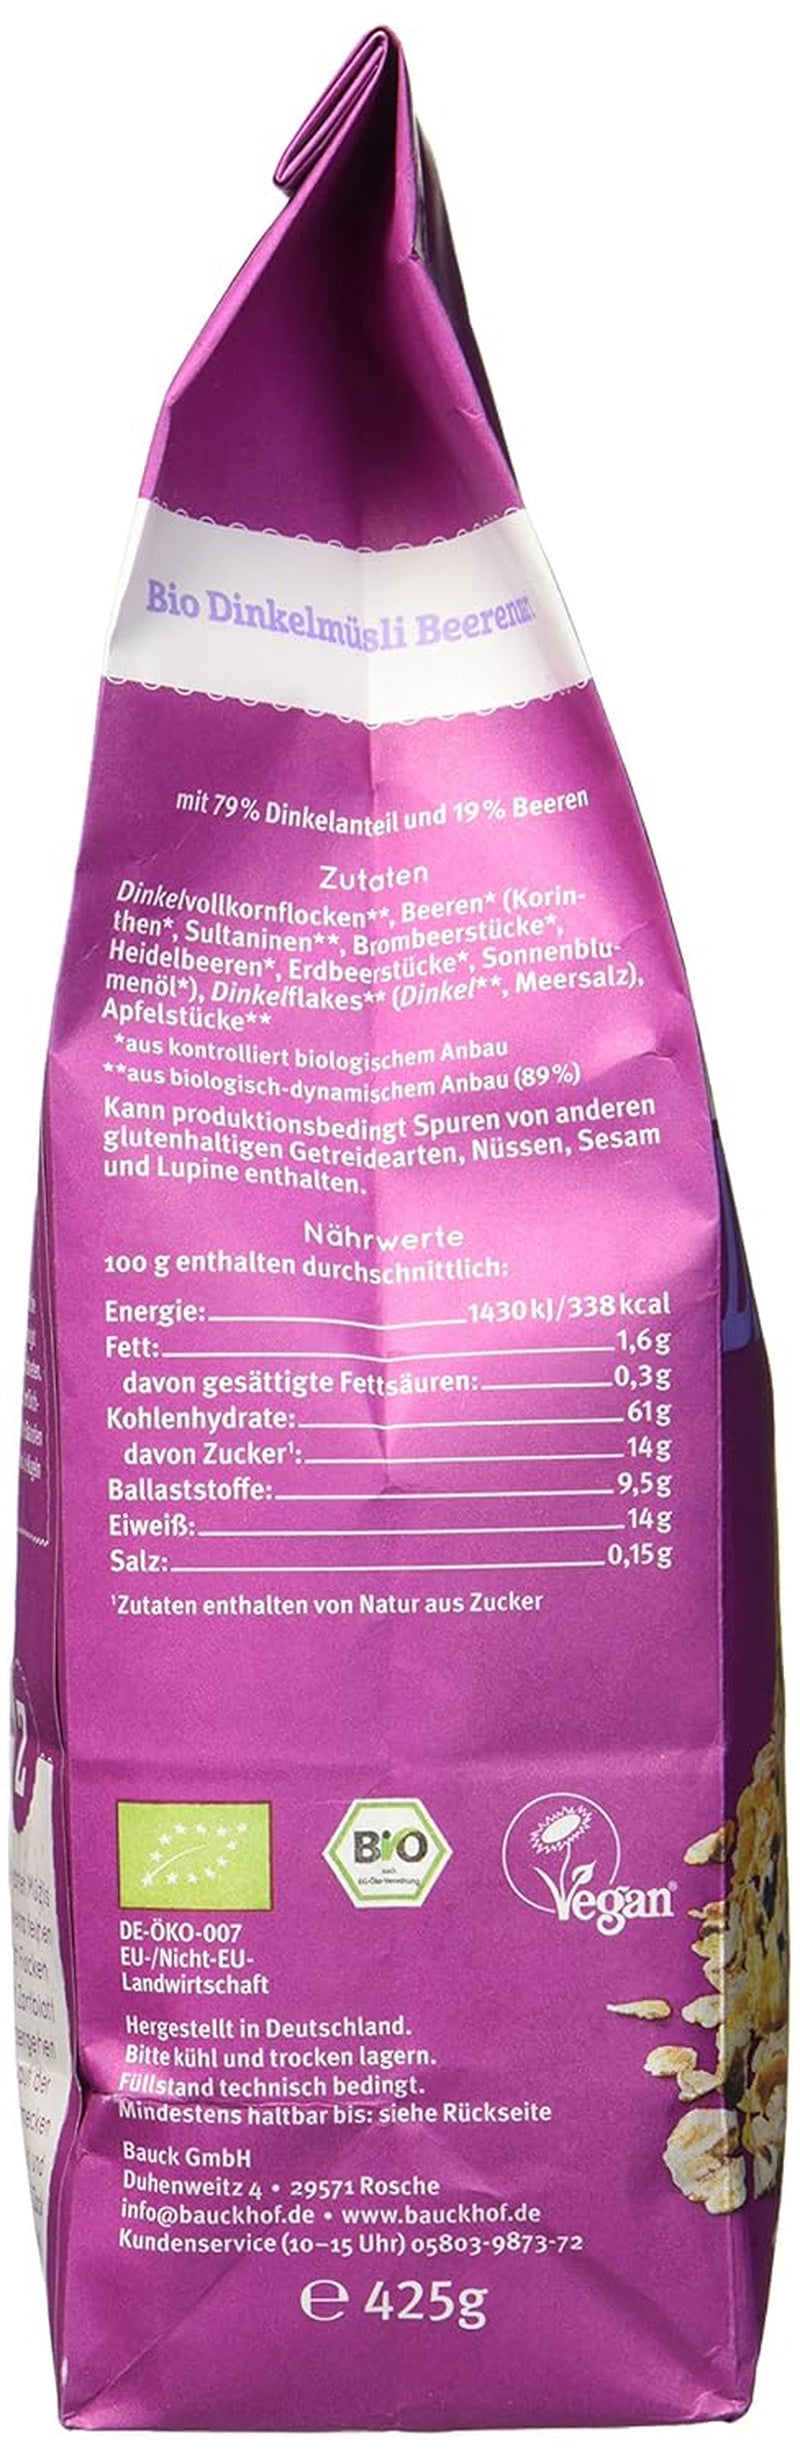 Bio Dinkelmüsli Beeren
mit 79% Dinkelanteil und 19% Beeren
Zutaten
Dinkelvollkornflocken**, Beeren* (Korin-
then*, Sultaninen**, Brombeerstücke*,
Heidelbeeren*, Erdbeerstücke*, Sonnenblu-
menöl*), Dinkelflakes** (Dinkel**, Meersalz),
Apfelstücke**
*aus kontrolliert biologischem Anbau
**aus biologisch-dynamischem Anbau (89%)
Kann produktionsbedingt Spuren von anderen
glutenhaltigen Getreidearten, Nüssen, Sesam
und Lupine enthalten.
Nährwerte
100 g enthalten durchschnittlich:
Energie: 1430 kJ/338 kcal
Fett: 1,6 g
davon gesättigte Fettsäuren: 0,3 g
Kohlenhydrate: 61 g
davon Zucker¹: 14 g
Ballaststoffe: 9,5 g
Eiweiß: 14 g
Salz: 0,15 g
¹Zutaten enthalten von Natur aus Zucker
2
BIO
nach
EG-Öko-Verordnung
Vegan®
DE-ÖKO-007
EU-/Nicht-EU-
Landwirtschaft
Hergestellt in Deutschland.
Bitte kühl und trocken lagern.
Füllstand technisch bedingt.
Mindestens haltbar bis: siehe Rückseite
Bauck GmbH
Duhenweitz 4 • 29571 Rosche
info@bauckhof.de • www.bauckhof.de
Kundenservice (10–15 Uhr) 05803-9873-72
℮ 425g